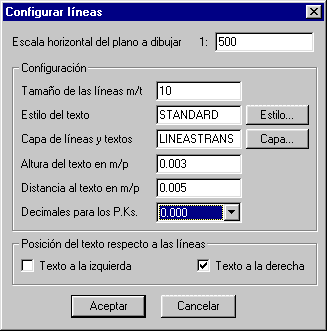 Configurar líneas
Escala horizontal del plano a dibujar 1: 500
Configuración
Tamaño de las líneas m/t 10
Estilo del texto STANDARD Estilo...
Capa de líneas y textos LINEASTRANS Capa...
Altura del texto en m/p 0.003
Distancia al texto en m/p 0.005
Decimales para los P.Ks. 0.000
Posición del texto respecto a las líneas
Texto a la izquierda Texto a la derecha
Aceptar Cancelar